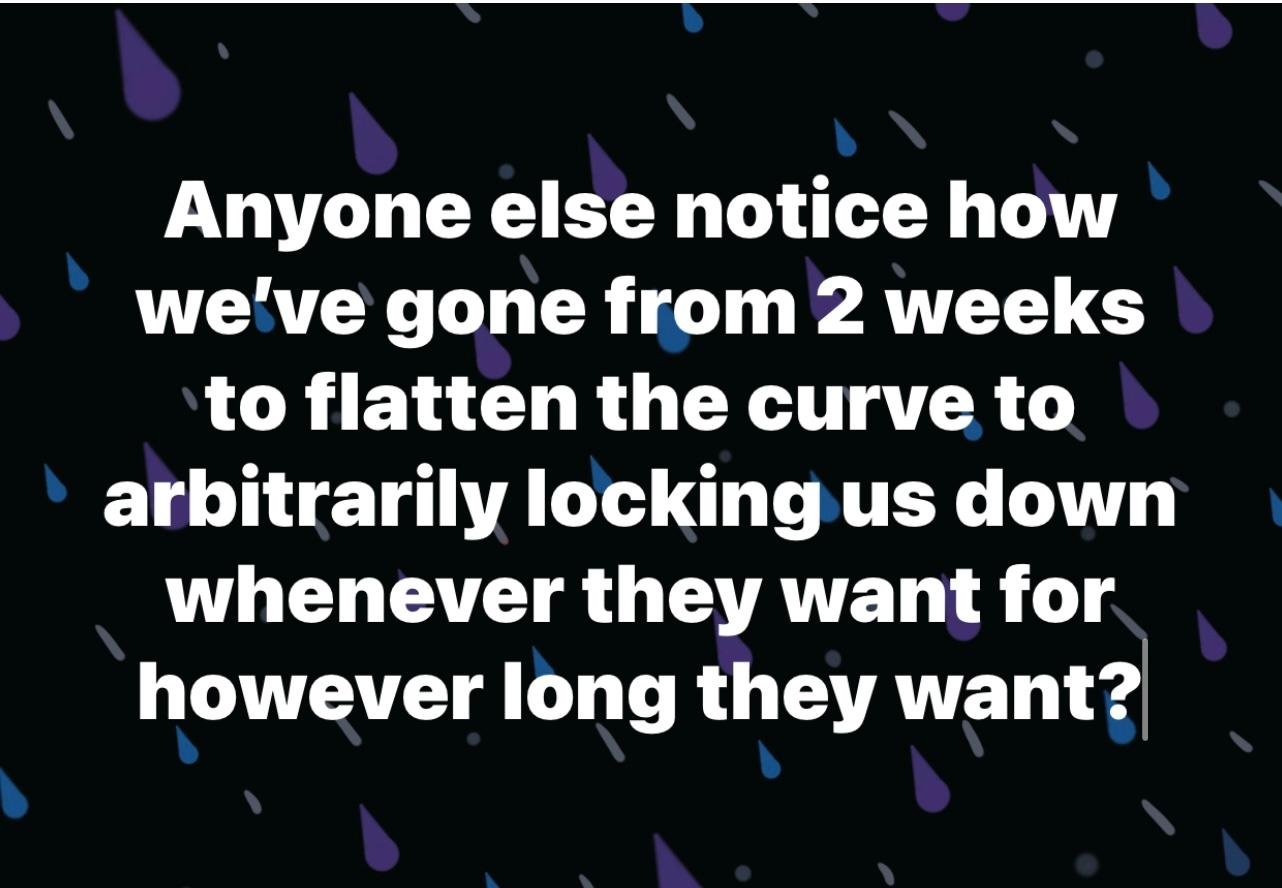 Anyone else notice how
we’ve gone from 2 weeks
to flatten the curve to
arbitrarily locking us down
whenever they want for
however long they want?